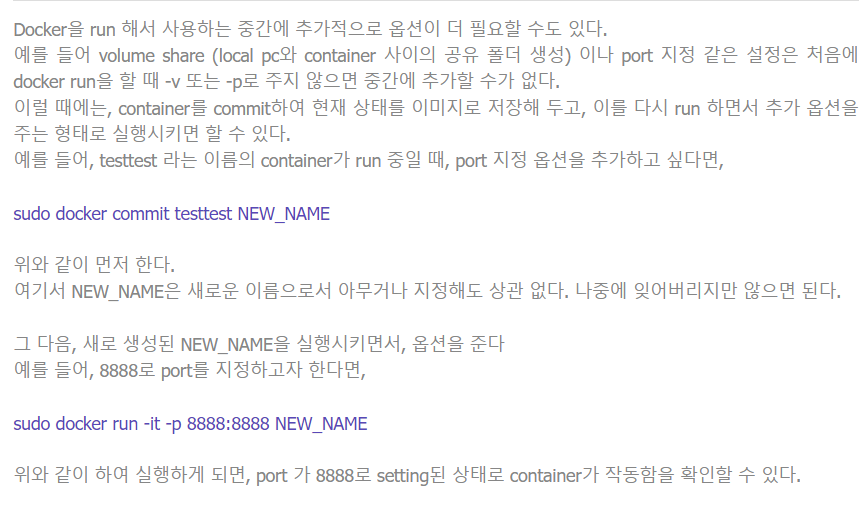 Docker을 run 해서 사용하는 중간에 추가적으로 옵션이 더 필요할 수도 있다.
예를 들어 volume share (local pc와 container 사이의 공유 폴더 생성) 이나 port 지정 같은 설정은 처음에
docker run을 할 때 -v 또는 -p로 주지 않으면 중간에 추가할 수가 없다.
이럴 때에는, container를 commit하여 현재 상태를 이미지로 저장해 두고, 이를 다시 run 하면서 추가 옵션을
주는 형태로 실행시키면 할 수 있다.
예를 들어, testtest 라는 이름의 container가 run 중일 때, port 지정 옵션을 추가하고 싶다면,
sudo docker commit testtest NEW_NAME
위와 같이 먼저 한다.
여기서 NEW_NAME은 새로운 이름으로서 아무거나 지정해도 상관 없다. 나중에 잊어버리지만 않으면 된다.
그 다음, 새로 생성된 NEW_NAME을 실행시키면서, 옵션을 준다
예를 들어, 8888로 port를 지정하고자 한다면,
sudo docker run -it -p 8888:8888 NEW_NAME
위와 같이 하여 실행하게 되면, port 가 8888로 setting된 상태로 container가 작동함을 확인할 수 있다.